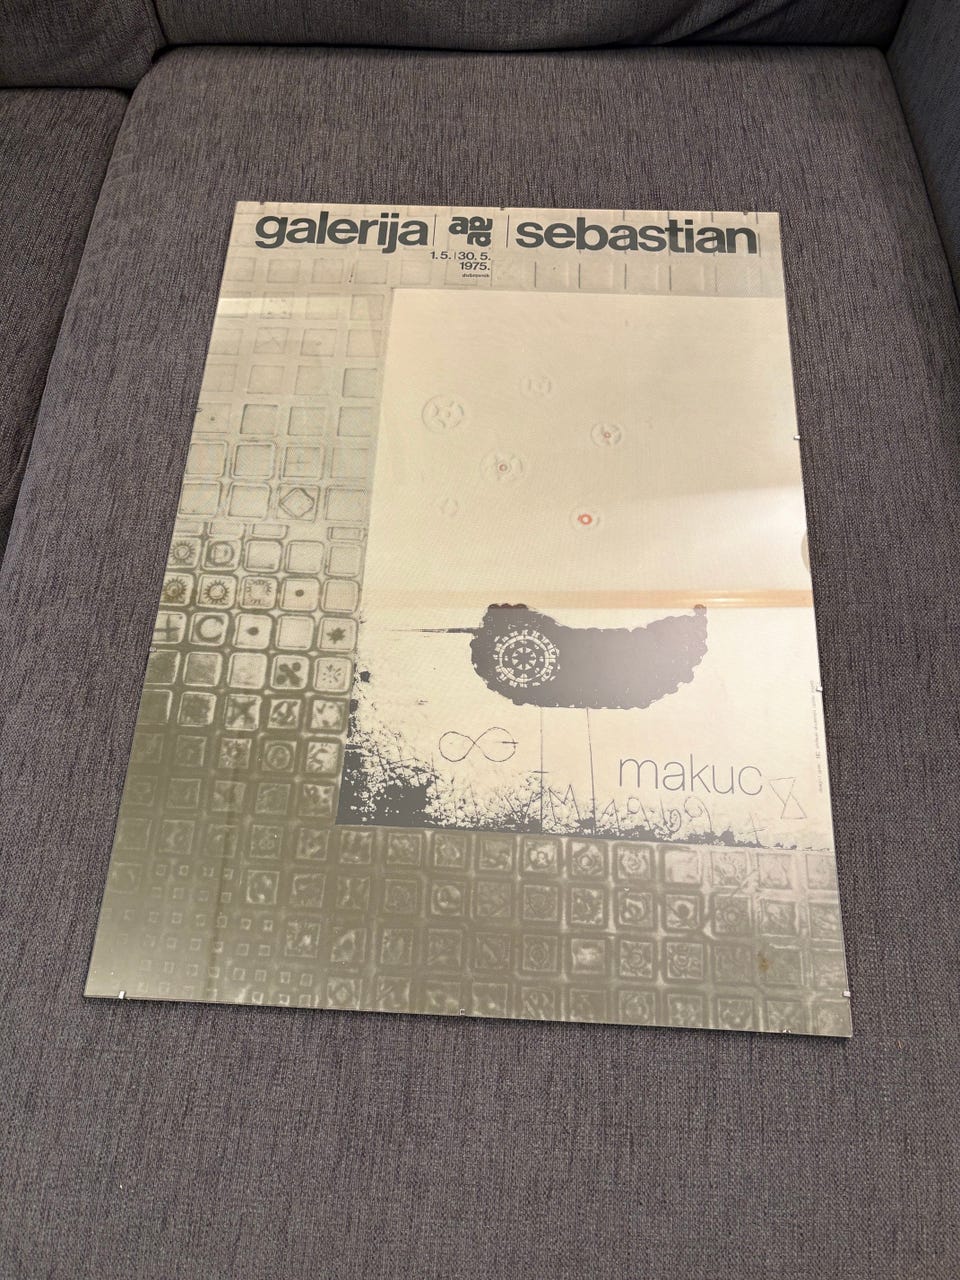 galerija sebastian
1.5. | 30.5.
1975.
dubrovnik
makuc